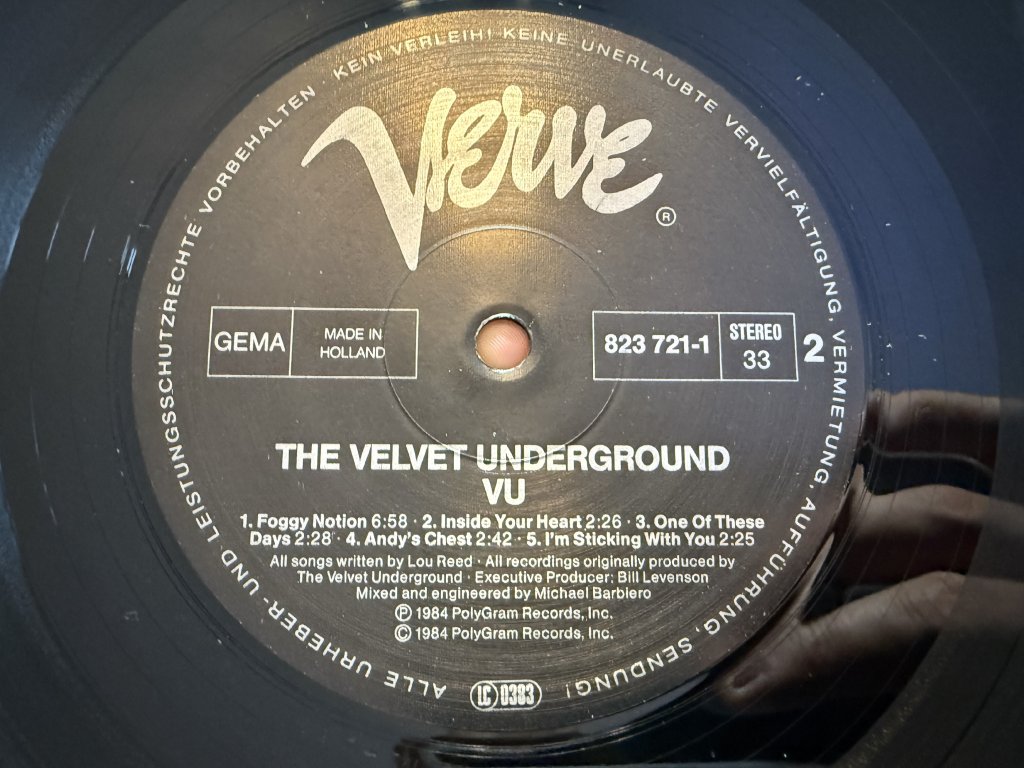 ALLE URHEBER- UND LEISTUNGSSCHUTZRECHTE VORBEHALTEN · KEIN VERLEIH! KEINE UNERLAUBTE VERVIELFÄLTIGUNG, VERMIETUNG, AUFFÜHRUNG, SENDUNG!
Verve
®
GEMA
MADE IN
HOLLAND
823 721-1
STEREO
33
2
THE VELVET UNDERGROUND
VU
1. Foggy Notion 6:58 · 2. Inside Your Heart 2:26 · 3. One Of These
Days 2:28 · 4. Andy's Chest 2:42 · 5. I'm Sticking With You 2:25
All songs written by Lou Reed · All recordings originally produced by
The Velvet Underground · Executive Producer: Bill Levenson
Mixed and engineered by Michael Barbiero
℗ 1984 PolyGram Records, Inc.
© 1984 PolyGram Records, Inc.
LC 0383